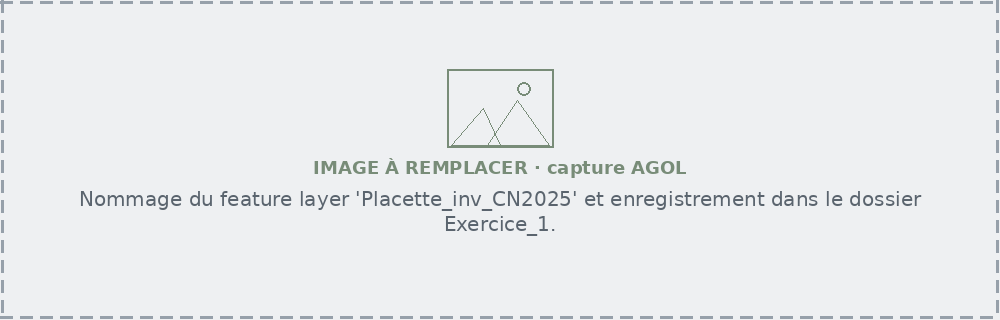 IMAGE À REMPLACER · capture AGOL
Nommage du feature layer 'Placette_inv_CN2025' et enregistrement dans le dossier
Exercice_1.